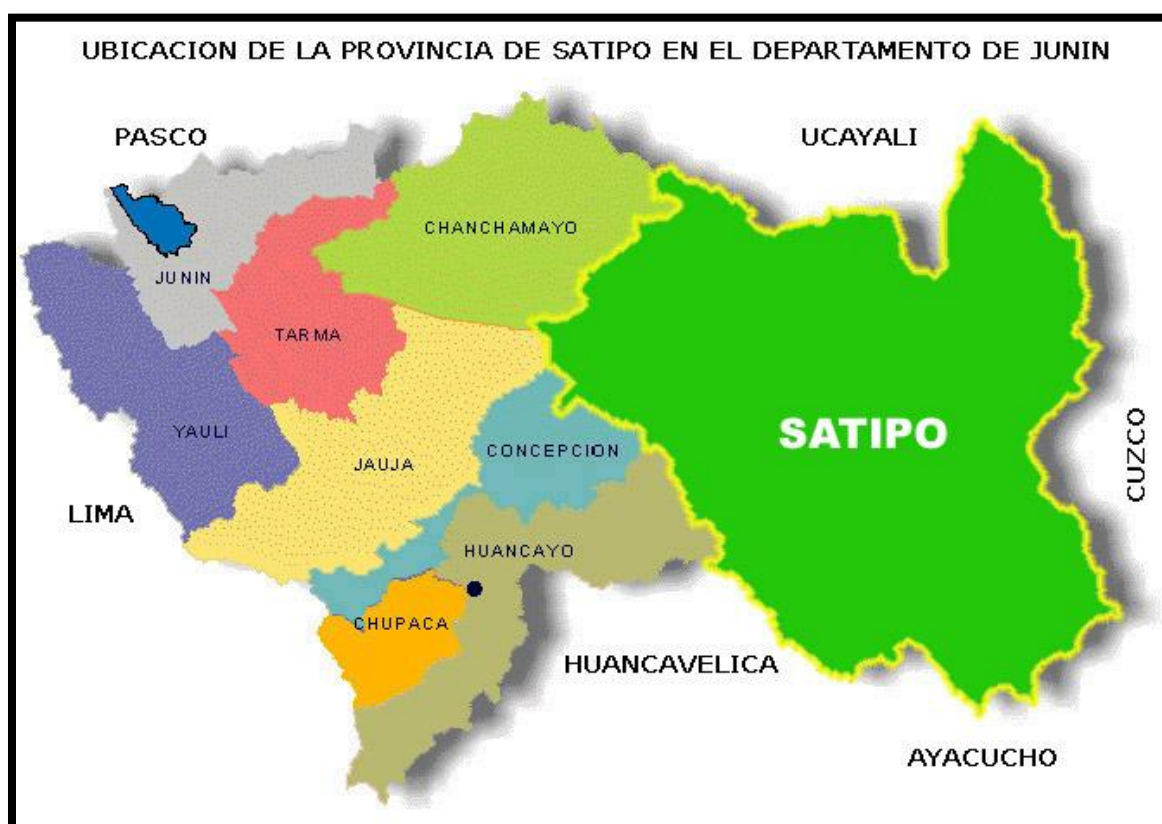 UBICACION DE LA PROVINCIA DE SATIPO EN EL DEPARTAMENTO DE JUNIN
PASCO
UCAYALI
CHANCHAMAYO
JUNIN
TARMA
YAULI
SATIPO
CONCEPCION
JAUJA
CUZCO
LIMA
HUANCAYO
CHUPACA
HUANCAVELICA
AYACUCHO